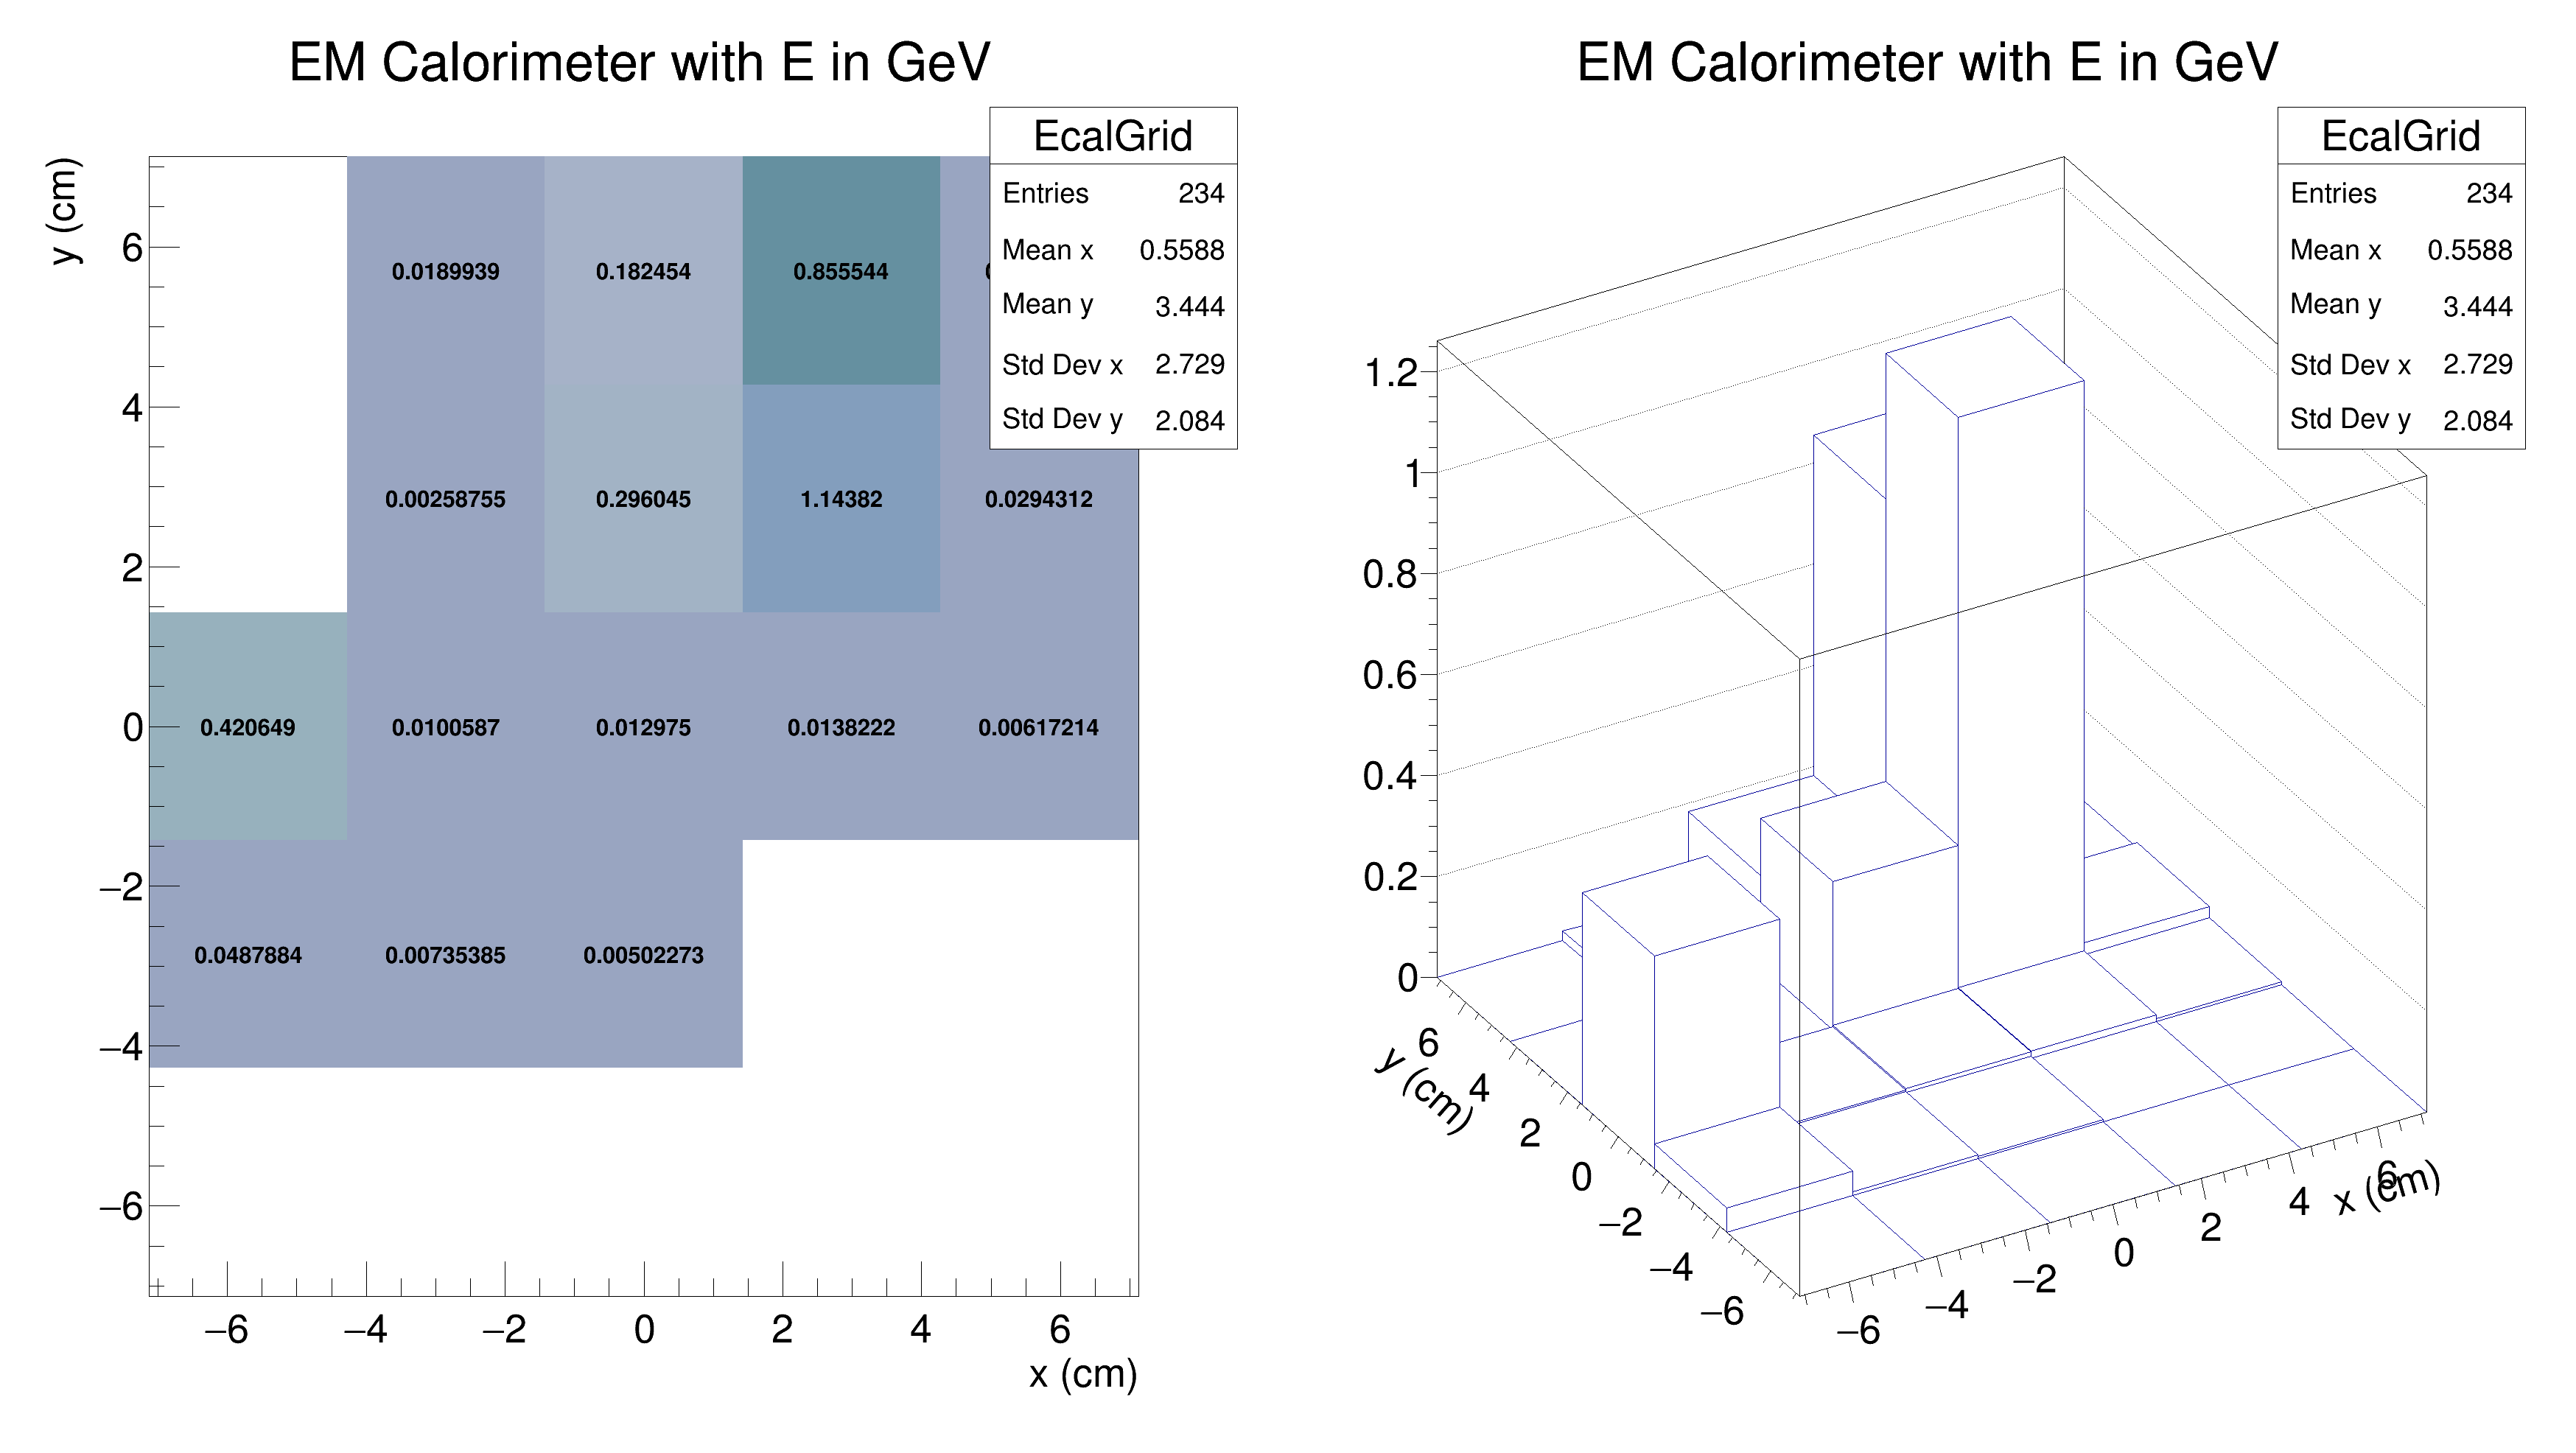 EM Calorimeter with E in GeV
EcalGrid
Entries 234
Mean x 0.5588
Mean y 3.444
Std Dev x 2.729
Std Dev y 2.084
y (cm)
6
4
2
0
−2
−4
−6
0.0189939 0.182454 0.855544
0.00258755 0.296045 1.14382 0.0294312
0.420649 0.0100587 0.012975 0.0138222 0.00617214
0.0487884 0.00735385 0.00502273
−6 −4 −2 0 2 4 6
x (cm)
EM Calorimeter with E in GeV
EcalGrid
Entries 234
Mean x 0.5588
Mean y 3.444
Std Dev x 2.729
Std Dev y 2.084
1.2
1
0.8
0.6
0.4
0.2
0
y (cm)
6
4
2
0
−2
−4
−6
−6 −4 −2 0 2 4 6
x (cm)